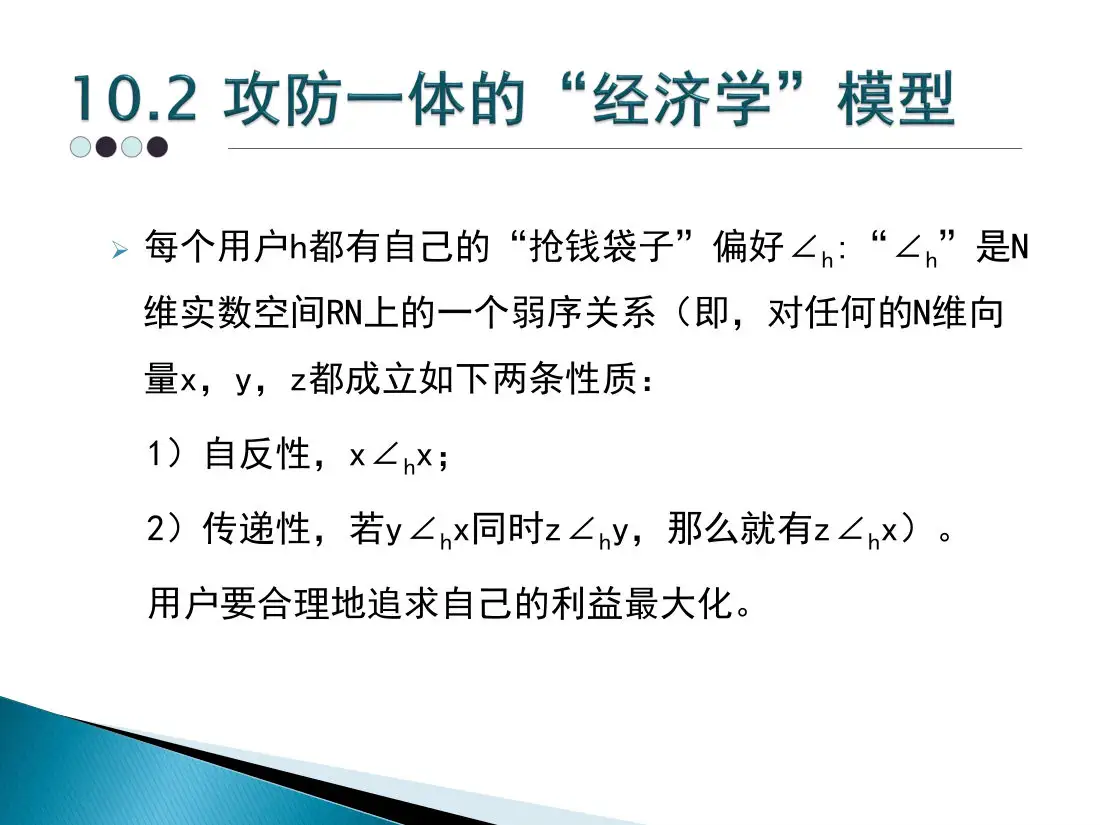 10.2 攻防一体的“经济学”模型
每个用户h都有自己的“抢钱袋子”偏好∠h:“∠h”是N
维实数空间RN上的一个弱序关系（即，对任何的N维向
量x，y，z都成立如下两条性质：
1）自反性，x∠hx；
2）传递性，若y∠hx同时z∠hy，那么就有z∠hx）。
用户要合理地追求自己的利益最大化。